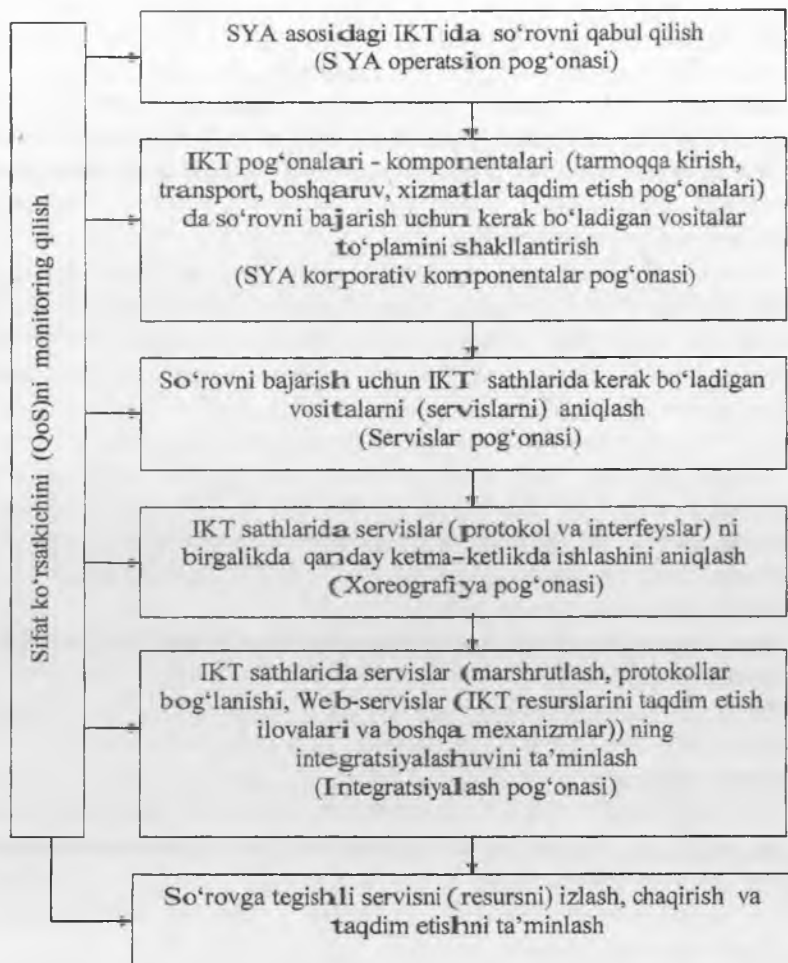 SYA asosidagi IKT ida so‘rovni qabul qilish
(SYA operatsion pog‘onasi)
IKT pog‘onalari - komponentalari (tarmoqqa kirish,
transport, boshqaruv, xizmatlar taqdim etish pog‘onalari)
da so‘rovni bajarish uchun kerak bo‘ladigan vositalar
to‘plamini shakllantirish
(SYA korporativ komponentalar pog‘onasi)
So‘rovni bajarish uchun IKT sathlarida kerak bo‘ladigan
vositalarni (servislarni) aniqlash
(Servislar pog‘onasi)
IKT sathlarida servislar (protokol va interfeyslar) ni
birgalikda qanday ketma-ketlikda ishlashini aniqlash
(Xoreografiya pog‘onasi)
IKT sathlarida servislar (marshrutlash, protokollar
bog‘lanishi, Web-servislar (IKT resurslarini taqdim etish
ilovalari va boshqa mexanizmlar)) ning
integratsiyalashuvini ta’minlash
(Integratsiyalash pog‘onasi)
So‘rovga tegishli servisni (resursni) izlash, chaqirish va
taqdim etishni ta’minlash
Sifat ko‘rsatkichini (QoS)ni monitoring qilish